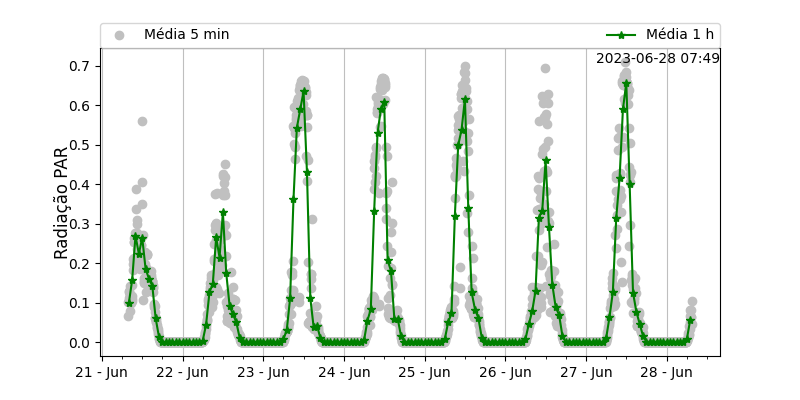 Média 5 min
Média 1 h
2023-06-28 07:49
Radiação PAR
0.7
0.6
0.5
0.4
0.3
0.2
0.1
0.0
21 - Jun
22 - Jun
23 - Jun
24 - Jun
25 - Jun
26 - Jun
27 - Jun
28 - Jun